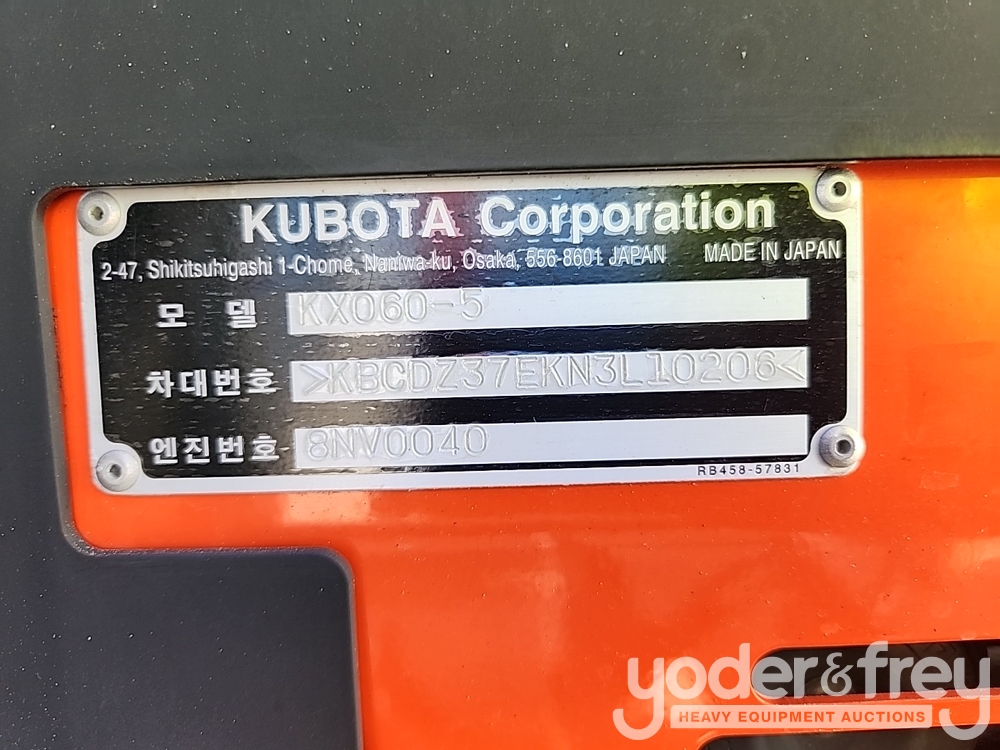 KUBOTA Corporation
2-47, Shikitsuhigashi 1-Chome, Naniwa-ku, Osaka, 556 8601 JAPAN MADE IN JAPAN
모 델 KX060-5
차대번호 >KBCDZ37EKN3L10206<
엔진번호 8NV0040
RB458-57831
yoder&frey
HEAVY EQUIPMENT AUCTIONS